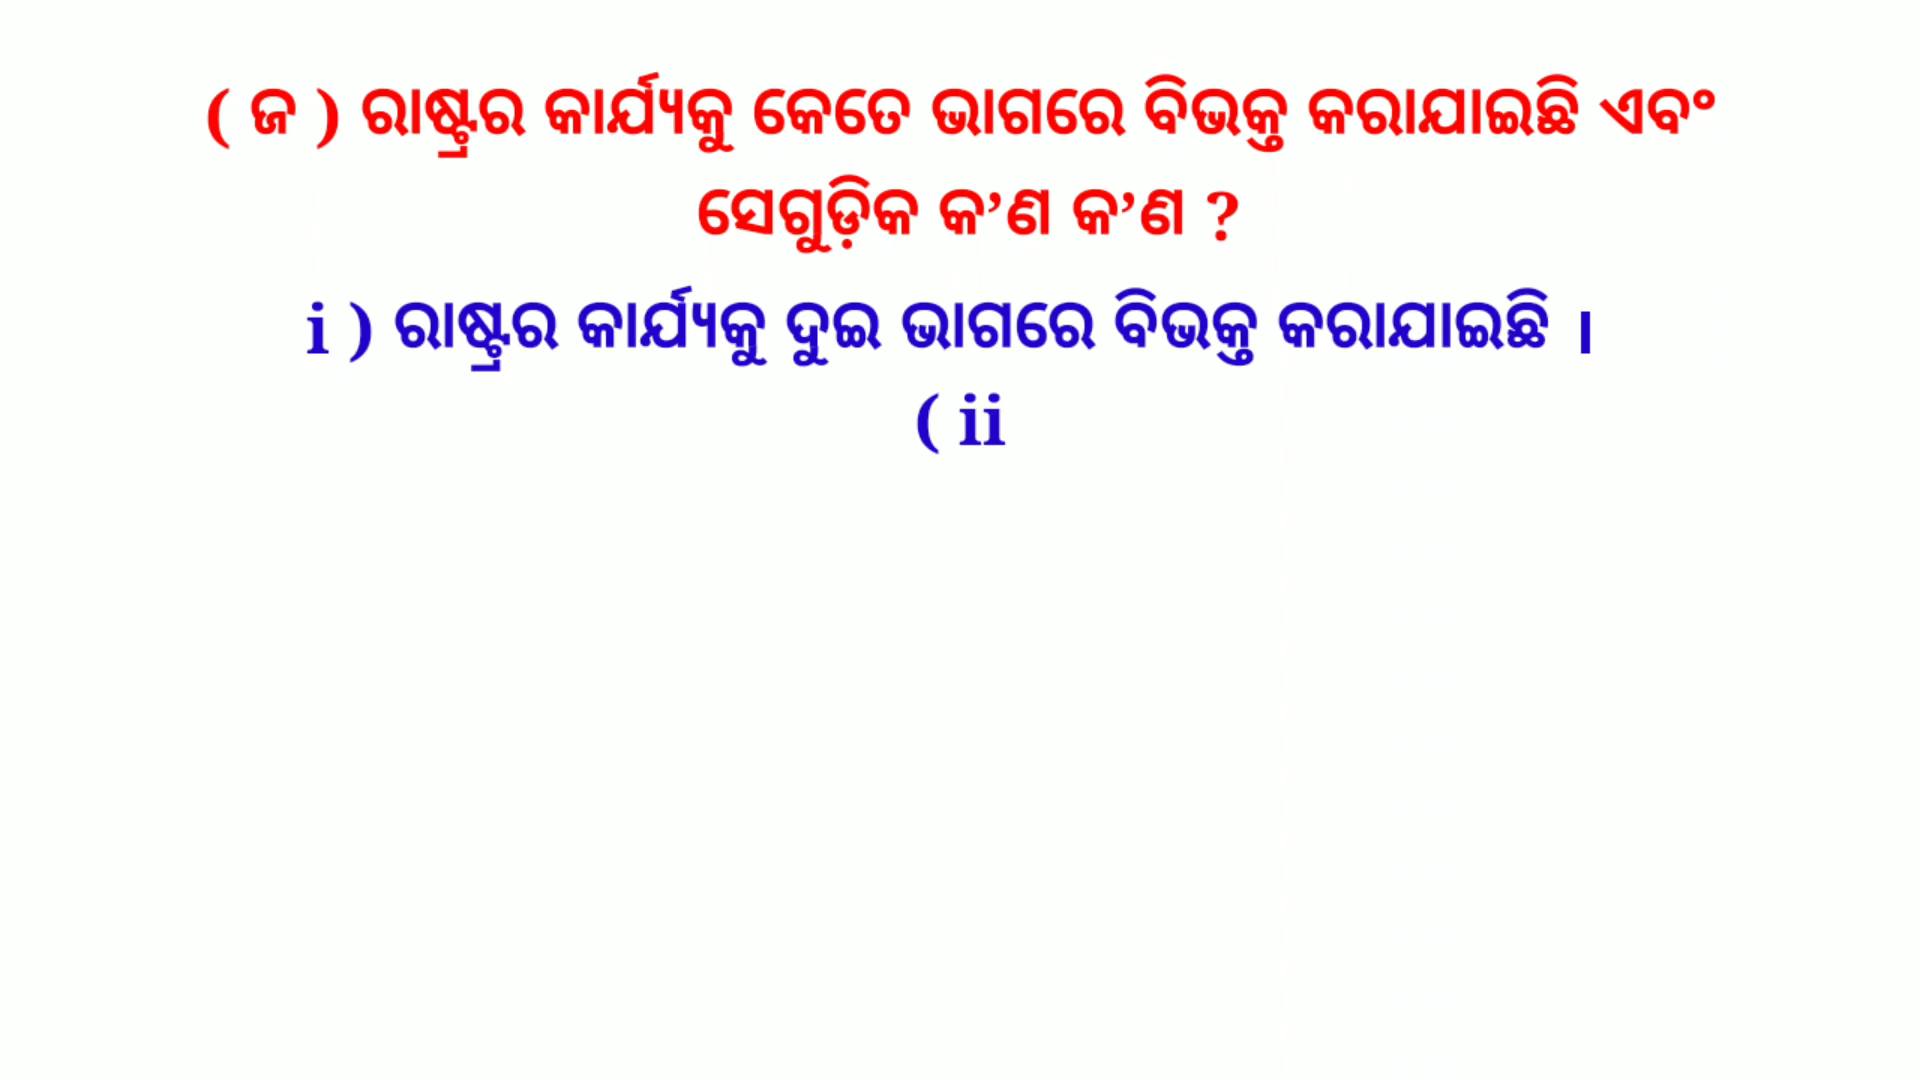 ( ଜ ) ରାଷ୍ଟ୍ରର କାର୍ଯ୍ୟକୁ କେତେ ଭାଗରେ ବିଭକ୍ତ କରାଯାଇଛି ଏବଂ
ସେଗୁଡ଼ିକ କ’ଣ କ’ଣ ?
i ) ରାଷ୍ଟ୍ରର କାର୍ଯ୍ୟକୁ ଦୁଇ ଭାଗରେ ବିଭକ୍ତ କରାଯାଇଛି ।
( ii